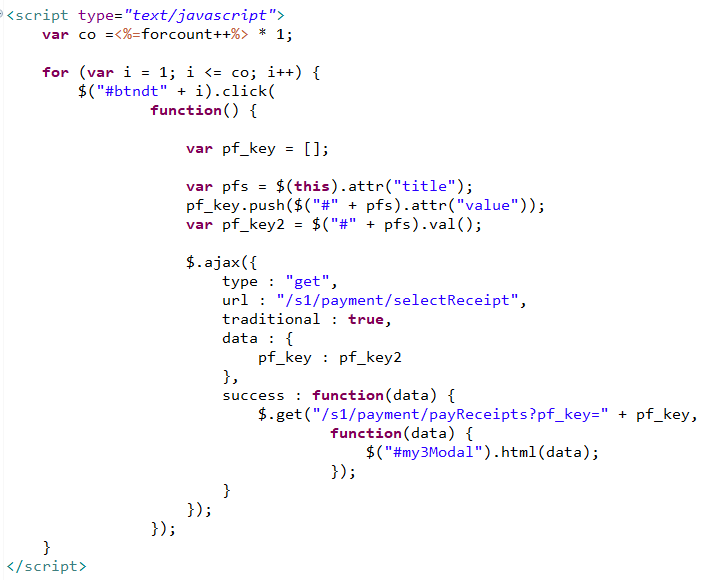 <script type="text/javascript">
var co =<%=forcount++%> * 1;
for (var i = 1; i <= co; i++) {
$("#btndt" + i).click(
function() {
var pf_key = [];
var pfs = $(this).attr("title");
pf_key.push($("#" + pfs).attr("value"));
var pf_key2 = $("#" + pfs).val();
$.ajax({
type : "get",
url : "/s1/payment/selectReceipt",
traditional : true,
data : {
pf_key : pf_key2
},
success : function(data) {
$.get("/s1/payment/payReceipts?pf_key=" + pf_key,
function(data) {
$("#my3Modal").html(data);
});
}
});
});
}
</script>